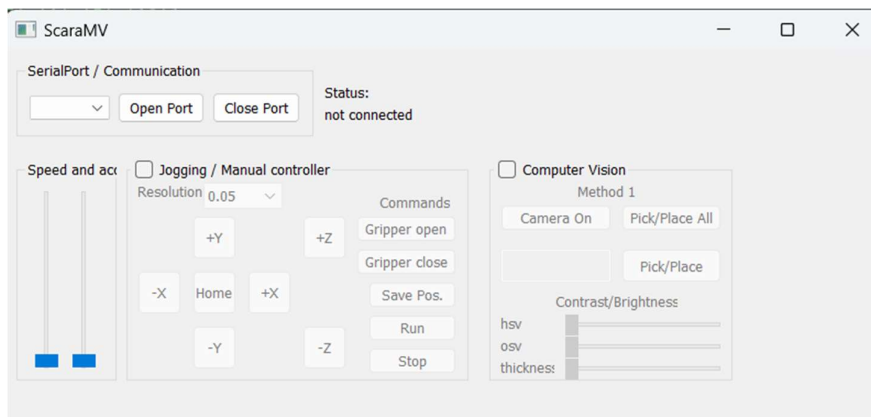 ScaraMV
SerialPort / Communication
Open Port
Close Port
Status:
not connected
Speed and acc
Jogging / Manual controller
Resolution
0.05
+Y
+Z
-X
Home
+X
-Y
-Z
Commands
Gripper open
Gripper close
Save Pos.
Run
Stop
Computer Vision
Method 1
Camera On
Pick/Place All
Pick/Place
Contrast/Brightness
hsv
osv
thickness